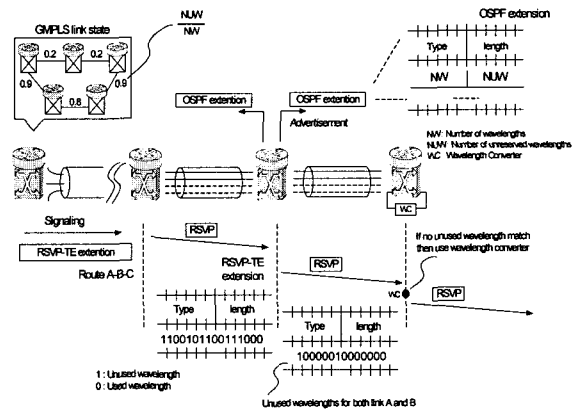 GMPLS link state
NUW
NW
0.2 0.2
0.9 0.9
0.8
OSPF extension
Type length
NW NUW
OSPF extention
OSPF extention
Advertisement
NW: Number of wavelengths
NUW: Number of unreserved wavelengths
WC: Wavelength Converter
WC
Signaling
RSVP-TE extention
Route A-B-C
RSVP
RSVP-TE
extension
RSVP
If no unused wavelength match
then use wavelength converter
WC
RSVP
Type length
1100101100111000
Type length
1000001000000
1 : Unused wavelength
0 : Used wavelength
Unused wavelengths for both link A and B